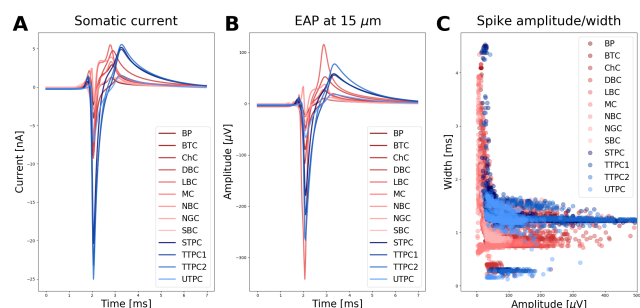 A
Somatic current
5
0
−5
−10
−15
−20
−25
Current [nA]
0 1 2 3 4 5 6 7
Time [ms]
BP
BTC
ChC
DBC
LBC
MC
NBC
NGC
SBC
STPC
TTPC1
TTPC2
UTPC
B
EAP at 15 μm
100
0
−100
−200
−300
Amplitude [μV]
0 1 2 3 4 5 6 7
Time [ms]
BP
BTC
ChC
DBC
LBC
MC
NBC
NGC
SBC
STPC
TTPC1
TTPC2
UTPC
C
Spike amplitude/width
4
3
2
1
0
Width [ms]
0 100 200 300 400 500
Amplitude [μV]
BP
BTC
ChC
DBC
LBC
MC
NBC
NGC
SBC
STPC
TTPC1
TTPC2
UTPC